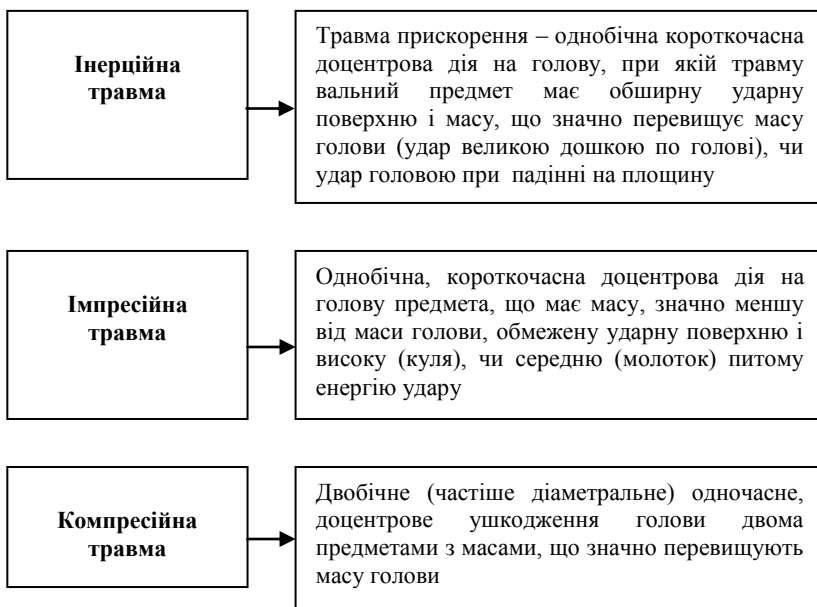 Інерційна
травма
Травма прискорення – однобічна короткочасна
доцентрова дія на голову, при якій травму
вальний предмет має обширну ударну
поверхню і масу, що значно перевищує масу
голови (удар великою дошкою по голові), чи
удар головою при падінні на площину
Імпресійна
травма
Однобічна, короткочасна доцентрова дія на
голову предмета, що має масу, значно меншу
від маси голови, обмежену ударну поверхню і
високу (куля), чи середню (молоток) питому
енергію удару
Компресійна
травма
Двобічне (частіше діаметральне) одночасне,
доцентрове ушкодження голови двома
предметами з масами, що значно перевищують
масу голови